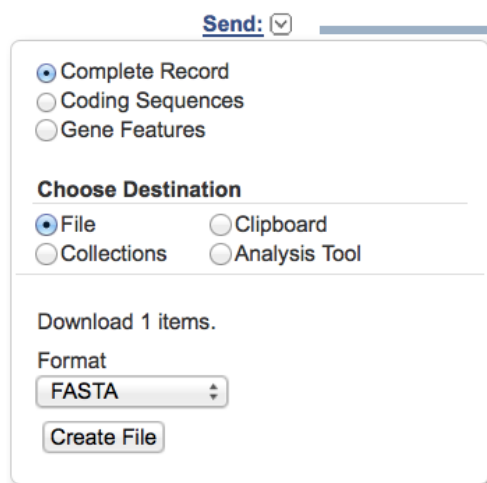 Send:
Complete Record
Coding Sequences
Gene Features
Choose Destination
File Clipboard
Collections Analysis Tool
Download 1 items.
Format
FASTA
Create File